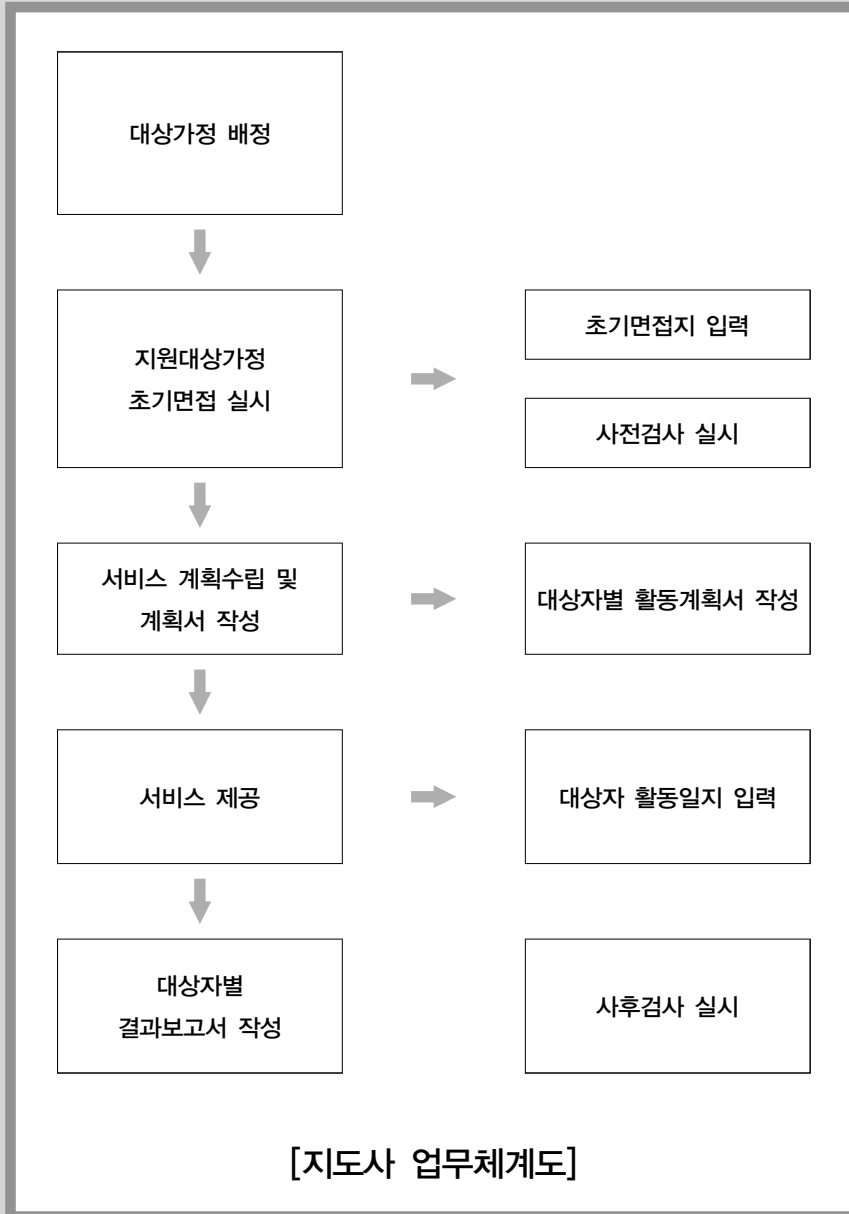 대상가정 배정
지원대상가정
초기면접 실시
초기면접지 입력
사전검사 실시
서비스 계획수립 및
계획서 작성
대상자별 활동계획서 작성
서비스 제공
대상자 활동일지 입력
대상자별
결과보고서 작성
사후검사 실시
[지도사 업무체계도]